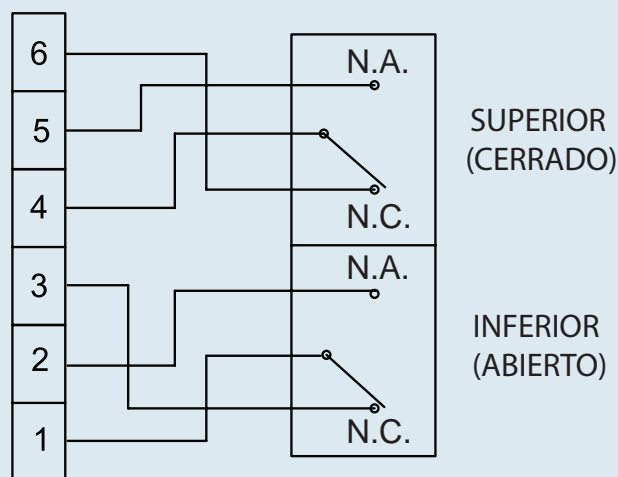 6
5
4
3
2
1
N.A.
N.C.
SUPERIOR
(CERRADO)
N.A.
N.C.
INFERIOR
(ABIERTO)